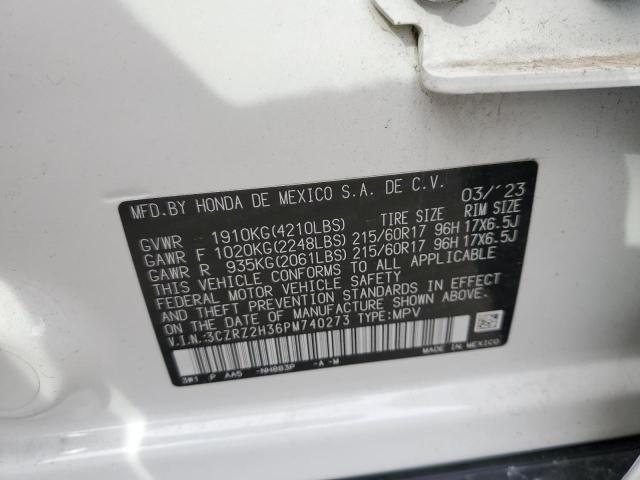 MFD.BY HONDA DE MEXICO S.A. DE C.V. 03/'23
GVWR 1910KG(4210LBS) TIRE SIZE RIM SIZE
GAWR F 1020KG(2248LBS) 215/60R17 96H 17X6.5J
GAWR R 935KG(2061LBS) 215/60R17 96H 17X6.5J
THIS VEHICLE CONFORMS TO ALL APPLICABLE
FEDERAL MOTOR VEHICLE SAFETY
AND THEFT PREVENTION STANDARDS IN EFFECT
ON THE DATE OF MANUFACTURE SHOWN ABOVE.
V.I.N.:3CZRZ2H36PM740273 TYPE:MPV
3W1 P AA5 -NH883P -A -M MADE IN MEXICO